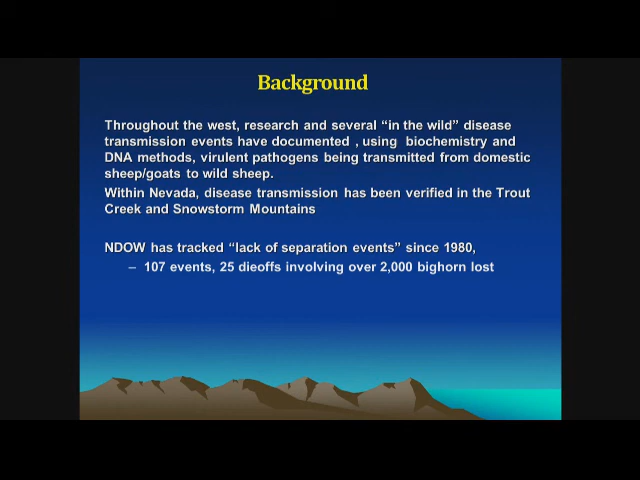 Background
Throughout the west, research and several “in the wild” disease
transmission events have documented , using biochemistry and
DNA methods, virulent pathogens being transmitted from domestic
sheep/goats to wild sheep.
Within Nevada, disease transmission has been verified in the Trout
Creek and Snowstorm Mountains
NDOW has tracked “lack of separation events” since 1980,
– 107 events, 25 dieoffs involving over 2,000 bighorn lost